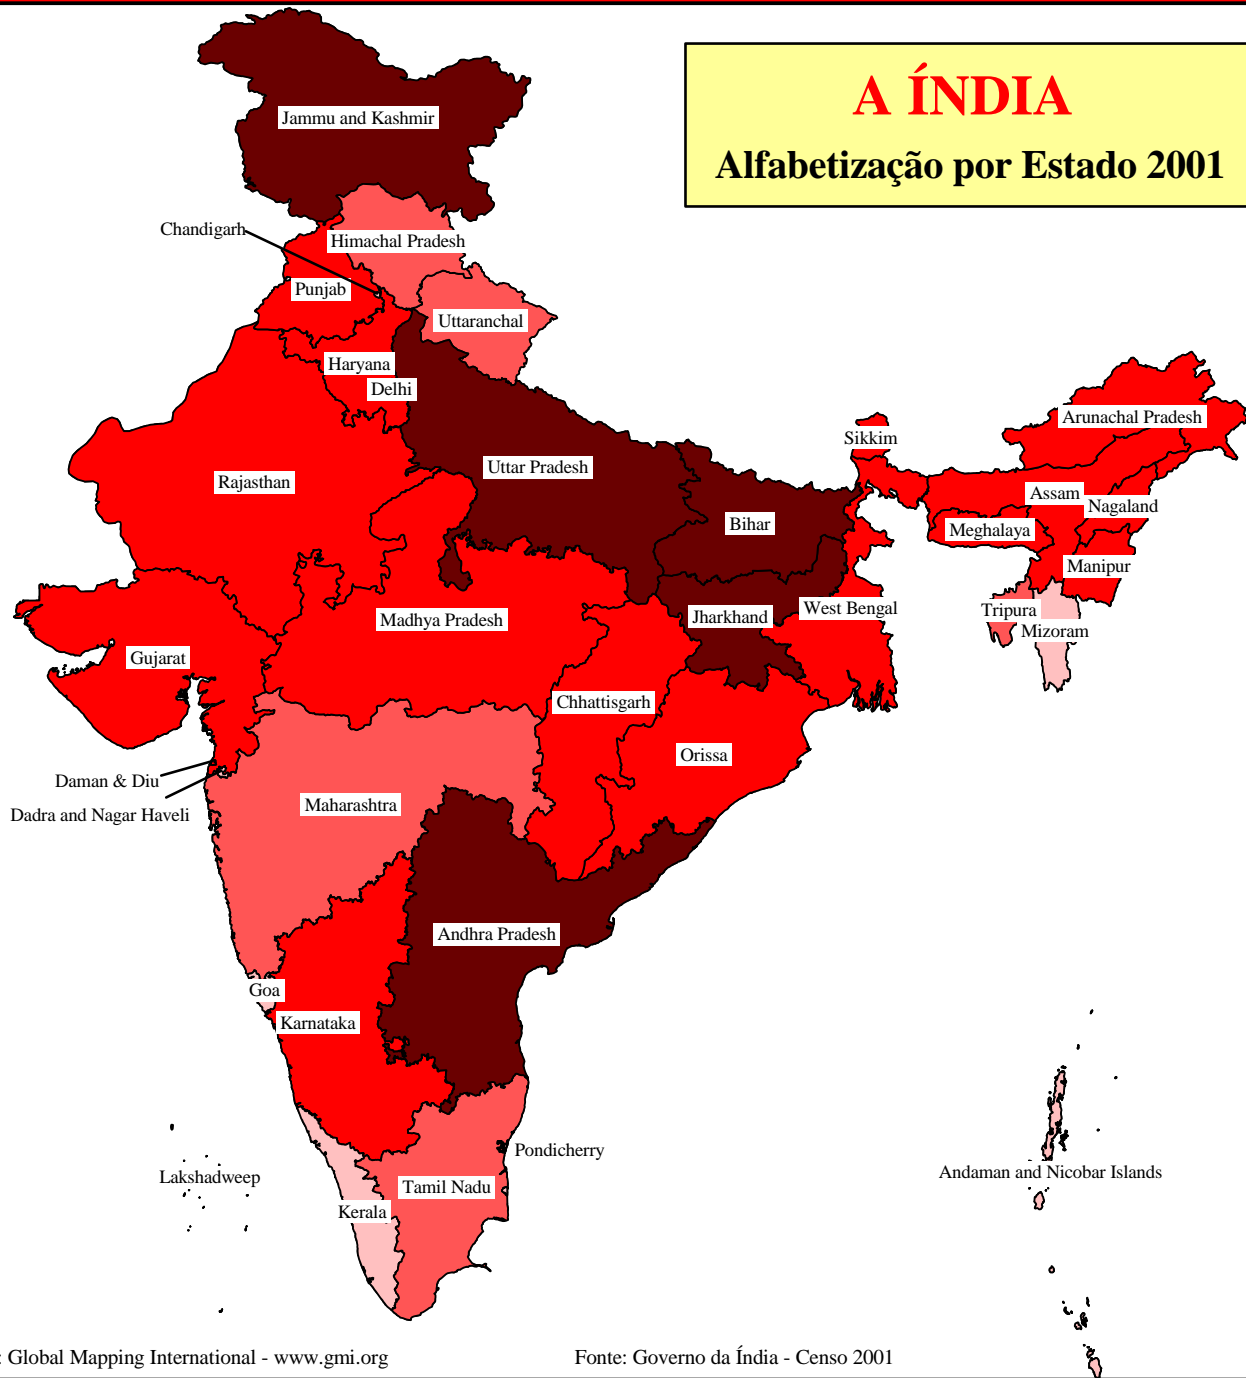 A ÍNDIA
Alfabetização por Estado 2001
Jammu and Kashmir
Chandigarh
Himachal Pradesh
Punjab
Uttaranchal
Haryana
Delhi
Arunachal Pradesh
Sikkim
Uttar Pradesh
Rajasthan
Assam
Nagaland
Bihar
Meghalaya
Manipur
West Bengal
Tripura
Jharkhand
Madhya Pradesh
Mizoram
Gujarat
Chhattisgarh
Orissa
Daman & Diu
Maharashtra
Dadra and Nagar Haveli
Andhra Pradesh
Goa
Karnataka
Pondicherry
Andaman and Nicobar Islands
Lakshadweep
Tamil Nadu
Kerala
: Global Mapping International - www.gmi.org
Fonte: Governo da Índia - Censo 2001